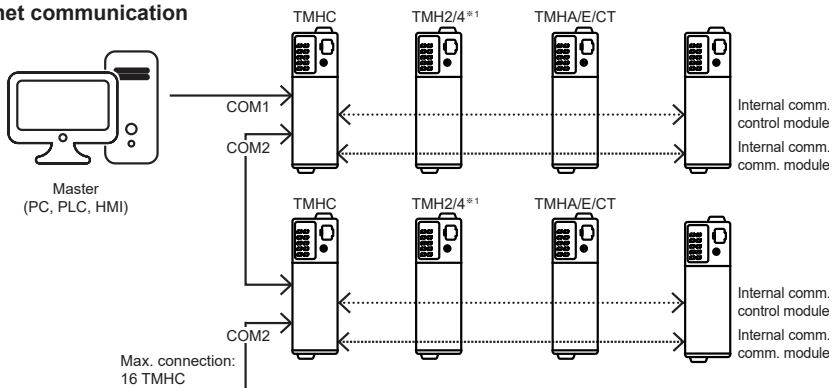 net communication
TMHC
TMH2/4※1
TMHA/E/CT
COM1
COM2
Internal comm.
control module
Internal comm.
comm. module
Master
(PC, PLC, HMI)
TMHC
TMH2/4※1
TMHA/E/CT
COM2
Internal comm.
control module
Internal comm.
comm. module
Max. connection:
16 TMHC